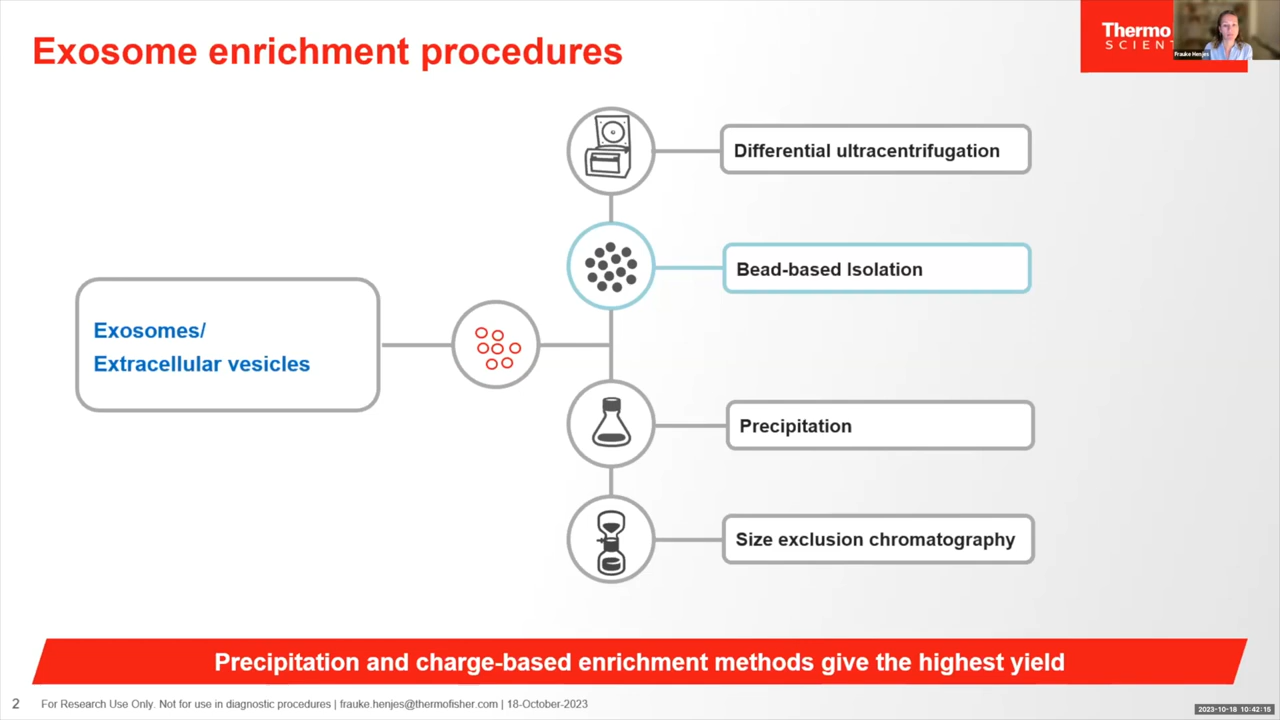 Exosome enrichment procedures
Thermo
SCIENT
Frauke Henjes
Differential ultracentrifugation
Bead-based Isolation
Exosomes/
Extracellular vesicles
Precipitation
Size exclusion chromatography
Precipitation and charge-based enrichment methods give the highest yield
2
For Research Use Only. Not for use in diagnostic procedures | frauke.henjes@thermofisher.com | 18-October-2023
2023-10-18 10:42:15